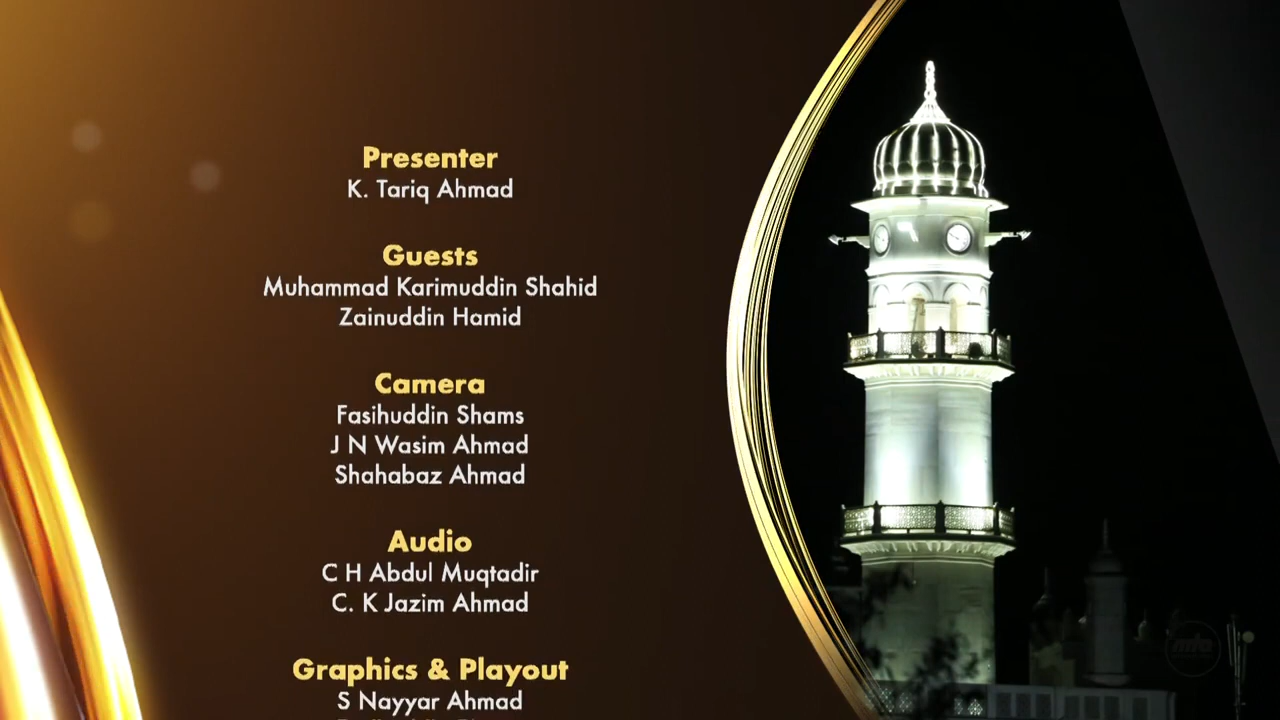 Presenter
K. Tariq Ahmad
Guests
Muhammad Karimuddin Shahid
Zainuddin Hamid
Camera
Fasihuddin Shams
J N Wasim Ahmad
Shahabaz Ahmad
Audio
C H Abdul Muqtadir
C. K Jazim Ahmad
Graphics & Playout
S Nayyar Ahmad
mta